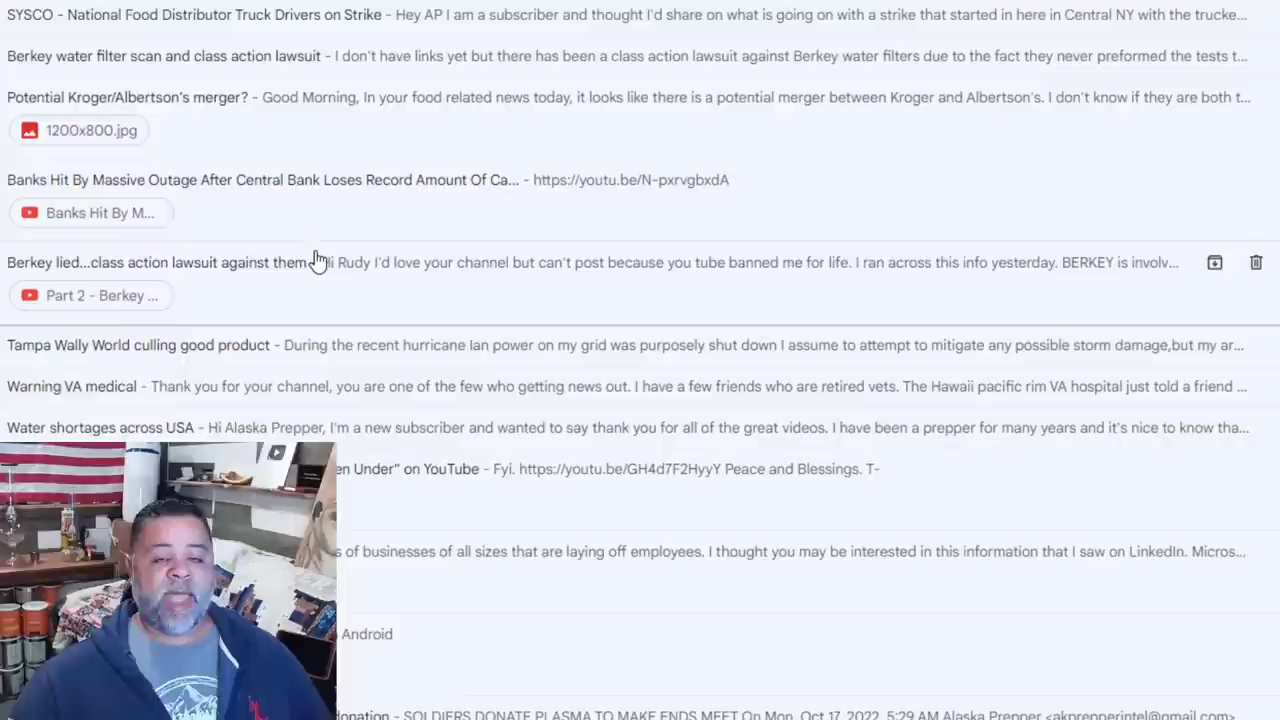 SYSCO - National Food Distributor Truck Drivers on Strike - Hey AP I am a subscriber and thought I'd share on what is going on with a strike that started in here in Central NY with the trucke...
Berkey water filter scan and class action lawsuit - I don't have links yet but there has been a class action lawsuit against Berkey water filters due to the fact they never preformed the tests t...
Potential Kroger/Albertson's merger? - Good Morning, In your food related news today, it looks like there is a potential merger between Kroger and Albertson's. I don't know if they are both t...
1200x800.jpg
Banks Hit By Massive Outage After Central Bank Loses Record Amount Of Ca... - https://youtu.be/N-pxrvgbxdA
Banks Hit By M...
Berkey lied...class action lawsuit against them - Hi Rudy I'd love your channel but can't post because you tube banned me for life. I ran across this info yesterday. BERKEY is involv...
Part 2 - Berkey ...
Tampa Wally World culling good product - During the recent hurricane Ian power on my grid was purposely shut down I assume to attempt to mitigate any possible storm damage,but my ar...
Warning VA medical - Thank you for your channel, you are one of the few who getting news out. I have a few friends who are retired vets. The Hawaii pacific rim VA hospital just told a friend ...
Water shortages across USA - Hi Alaska Prepper, I'm a new subscriber and wanted to say thank you for all of the great videos. I have been a prepper for many years and it's nice to know tha...
en Under" on YouTube - Fyi. https://youtu.be/GH4d7F2HyyY Peace and Blessings. T-
s of businesses of all sizes that are laying off employees. I thought you may be interested in this information that I saw on LinkedIn. Micros...
Android
donation - SOLDIERS DONATE PLASMA TO MAKE ENDS MEET On Mon, Oct 17, 2022, 5:29 AM Alaska Prepper <akprepperintel@gmail.com>